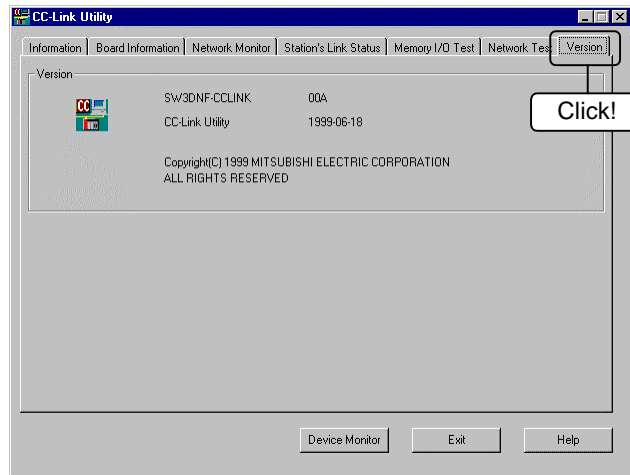 CC-Link Utility
Information Board Information Network Monitor Station's Link Status Memory I/O Test Network Test Version
Version
Click!
SW3DNF-CCLINK 00A
CC-Link Utility 1999-06-18
Copyright(C) 1999 MITSUBISHI ELECTRIC CORPORATION
ALL RIGHTS RESERVED
Device Monitor Exit Help